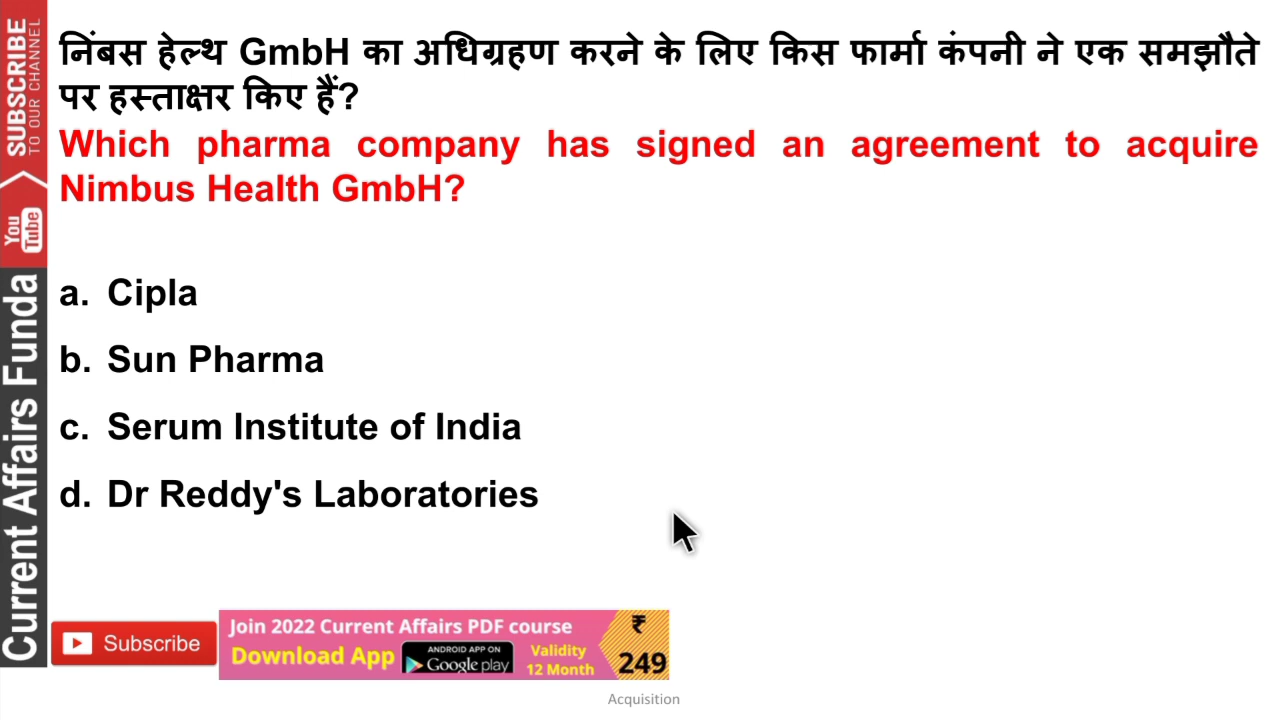 SUBSCRIBE
TO OUR CHANNEL
You
Tube
Current Affairs Funda
निंबस हेल्थ GmbH का अधिग्रहण करने के लिए किस फार्मा कंपनी ने एक समझौते
पर हस्ताक्षर किए हैं?
Which pharma company has signed an agreement to acquire
Nimbus Health GmbH?
a. Cipla
b. Sun Pharma
c. Serum Institute of India
d. Dr Reddy's Laboratories
Subscribe
Join 2022 Current Affairs PDF course
Download App
ANDROID APP ON
Google play
Validity
12 Month
₹
249
Acquisition